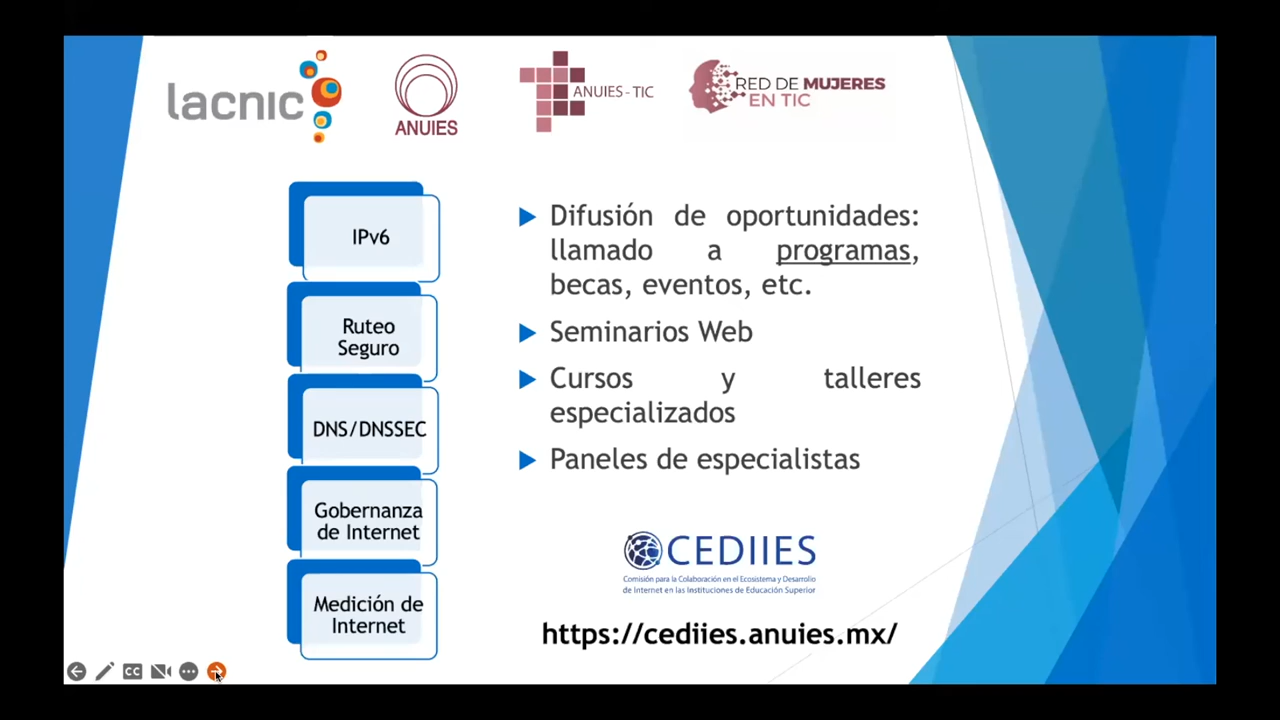 lacnic
ANUIES
ANUIES - TIC
RED DE MUJERES
EN TIC
IPv6
Ruteo
Seguro
DNS/DNSSEC
Gobernanza
de Internet
Medición de
Internet
Difusión de oportunidades:
llamado a programas,
becas, eventos, etc.
Seminarios Web
Cursos y talleres
especializados
Paneles de especialistas
CEDIIES
Comisión para la Colaboración en el Ecosistema y Desarrollo
de Internet en las Instituciones de Educación Superior
https://cediies.anuies.mx/
CC